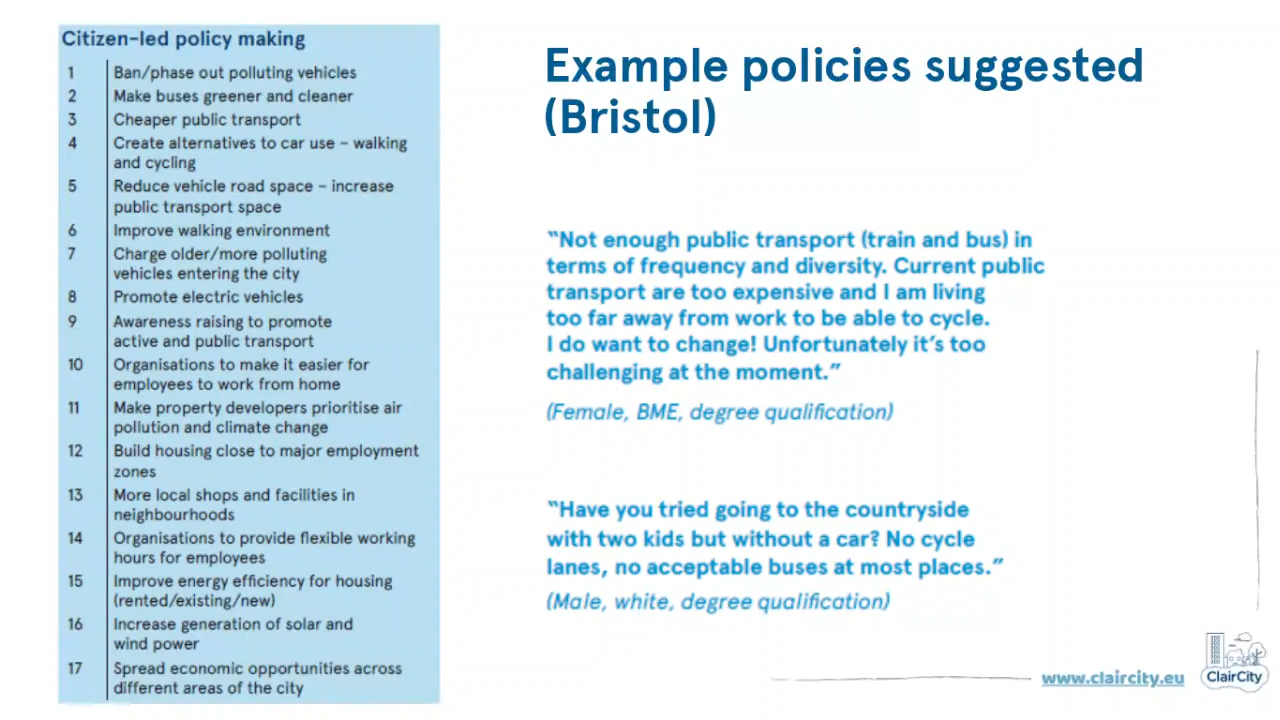 Citizen-led policy making
1 Ban/phase out polluting vehicles
2 Make buses greener and cleaner
3 Cheaper public transport
4 Create alternatives to car use – walking
and cycling
5 Reduce vehicle road space – increase
public transport space
6 Improve walking environment
7 Charge older/more polluting
vehicles entering the city
8 Promote electric vehicles
9 Awareness raising to promote
active and public transport
10 Organisations to make it easier for
employees to work from home
11 Make property developers prioritise air
pollution and climate change
12 Build housing close to major employment
zones
13 More local shops and facilities in
neighbourhoods
14 Organisations to provide flexible working
hours for employees
15 Improve energy efficiency for housing
(rented/existing/new)
16 Increase generation of solar and
wind power
17 Spread economic opportunities across
different areas of the city
Example policies suggested
(Bristol)
“Not enough public transport (train and bus) in
terms of frequency and diversity. Current public
transport are too expensive and I am living
too far away from work to be able to cycle.
I do want to change! Unfortunately it’s too
challenging at the moment.”
(Female, BME, degree qualification)
“Have you tried going to the countryside
with two kids but without a car? No cycle
lanes, no acceptable buses at most places.”
(Male, white, degree qualification)
www.claircity.eu
ClairCity